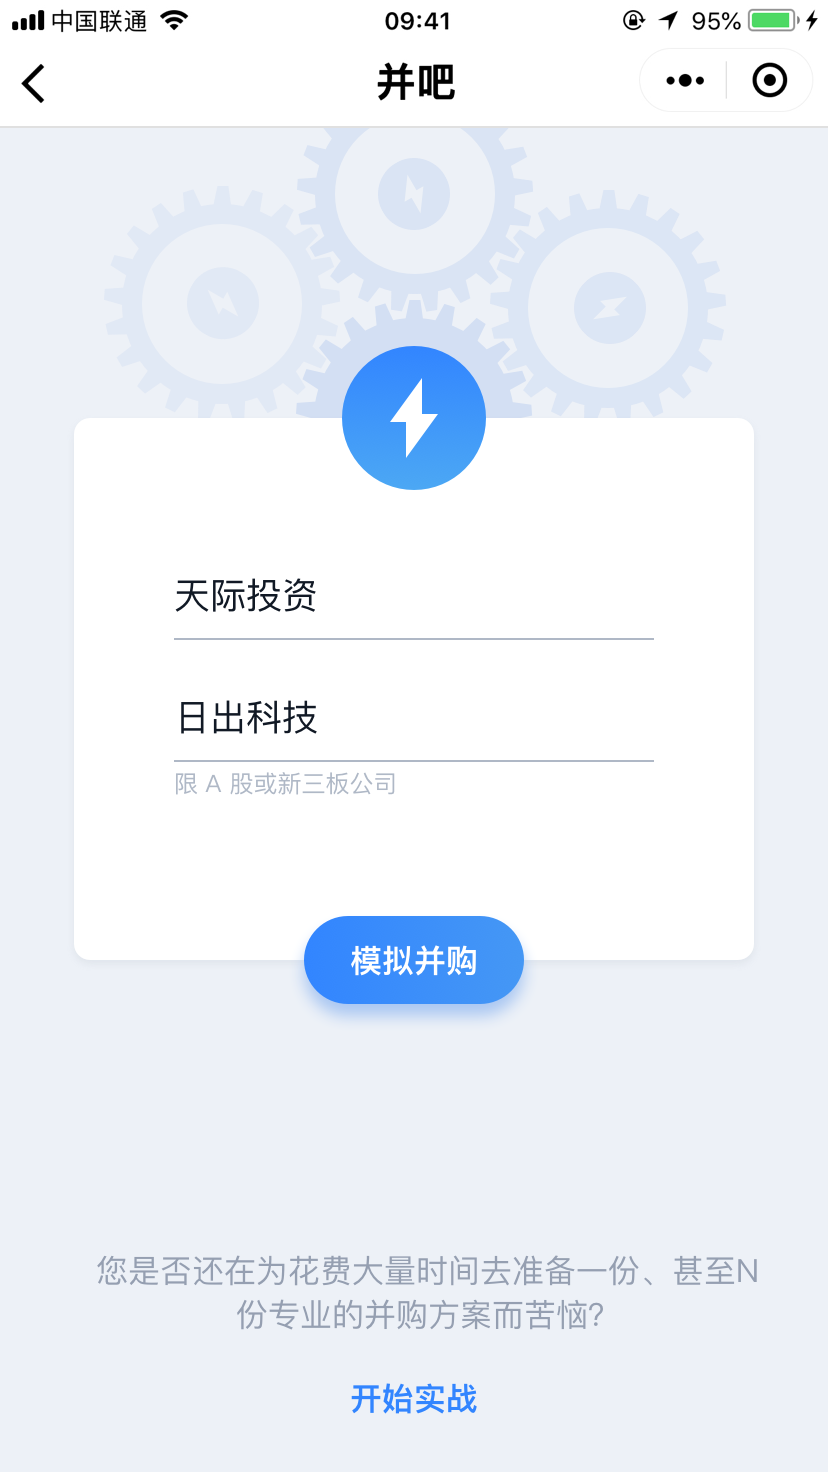 中国联通
09:41
95%
并吧
天际投资
日出科技
限 A 股或新三板公司
模拟并购
您是否还在为花费大量时间去准备一份、甚至N
份专业的并购方案而苦恼?
开始实战